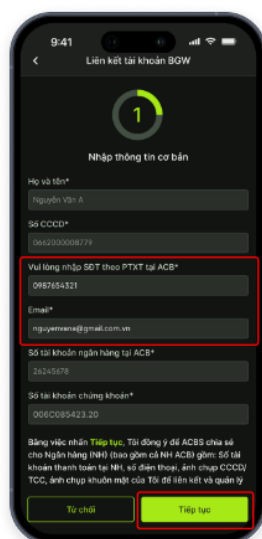 9:41
Liên kết tài khoản BGW
1
Nhập thông tin cơ bản
Họ và tên*
Nguyễn Văn A
Số CCCD*
0662000008779
Vui lòng nhập SĐT theo PTXT tại ACB*
0987654321
Email*
nguyenvana@gmail.com.vn
Số tài khoản ngân hàng tại ACB*
26245678
Số tài khoản chứng khoán*
006C085423.20
Bằng việc nhấn Tiếp tục, Tôi đồng ý để ACBS chia sẻ
cho Ngân hàng (NH) (bao gồm cả NH ACB) gồm: Số tài
khoản thanh toán tại NH, số điện thoại, ảnh chụp CCCD/
TCC, ảnh chụp khuôn mặt của Tôi để liên kết và quản lý
Từ chối
Tiếp tục